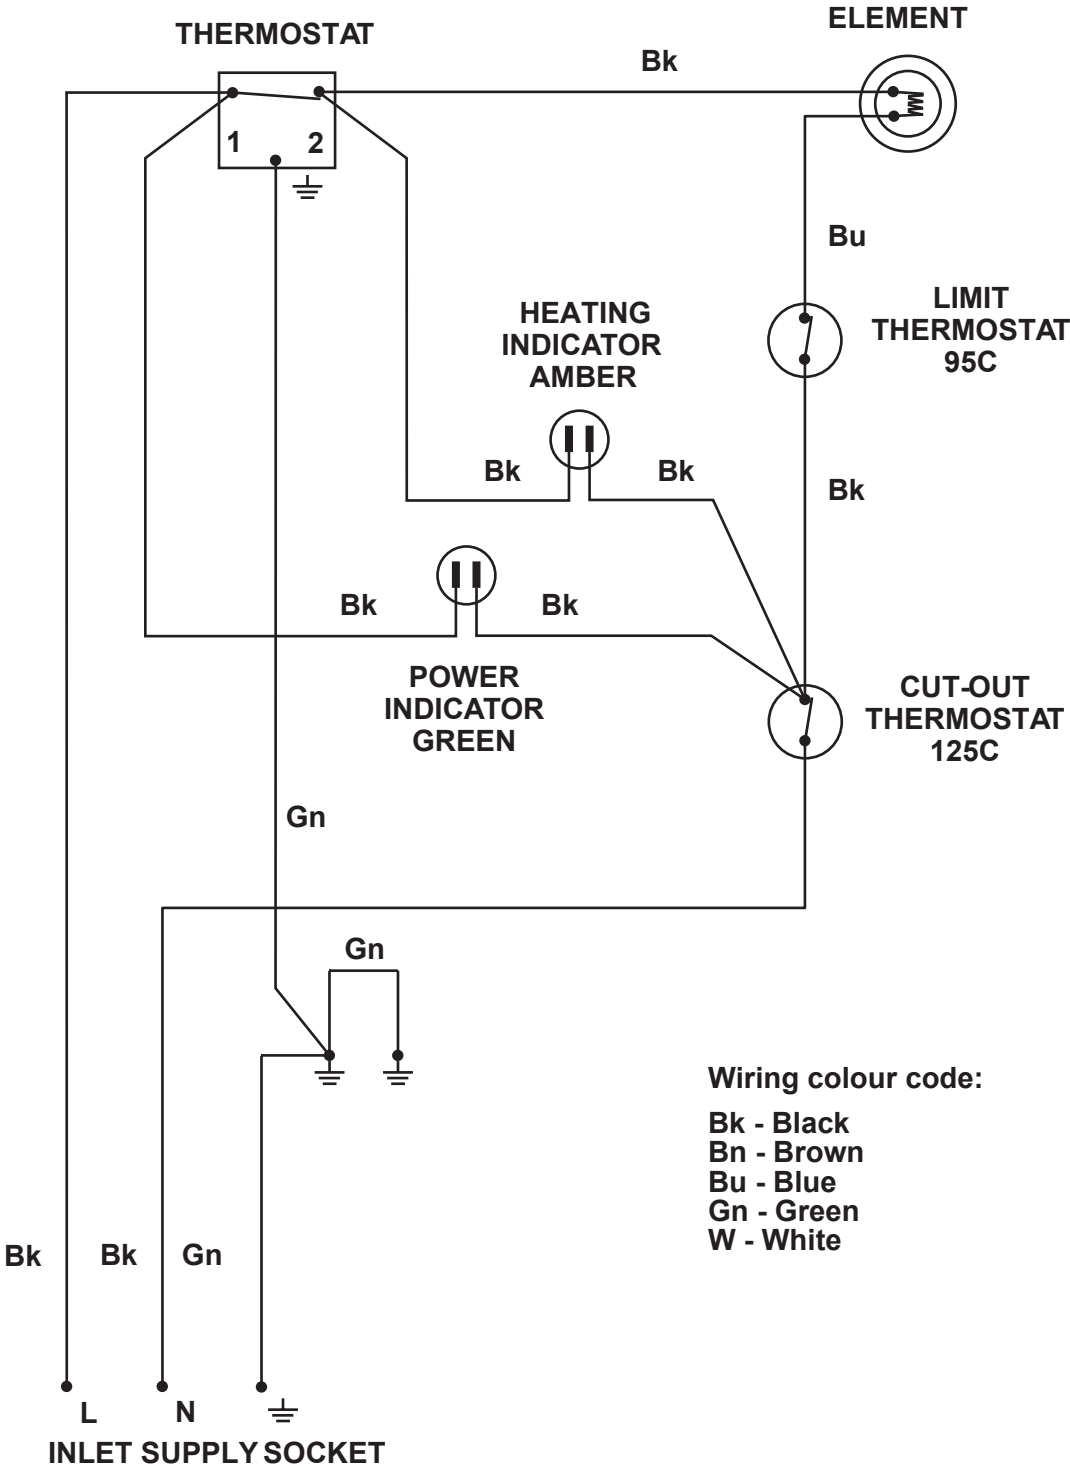 ELEMENT
THERMOSTAT
Bk
1
2
Bu
LIMIT
THERMOSTAT
95C
HEATING
INDICATOR
AMBER
Bk
Bk
Bk
Bk
Bk
POWER
INDICATOR
GREEN
CUT-OUT
THERMOSTAT
125C
Gn
Gn
Wiring colour code:
Bk - Black
Bn - Brown
Bu - Blue
Gn - Green
W - White
Bk
Bk
Gn
L
N
INLET SUPPLY SOCKET